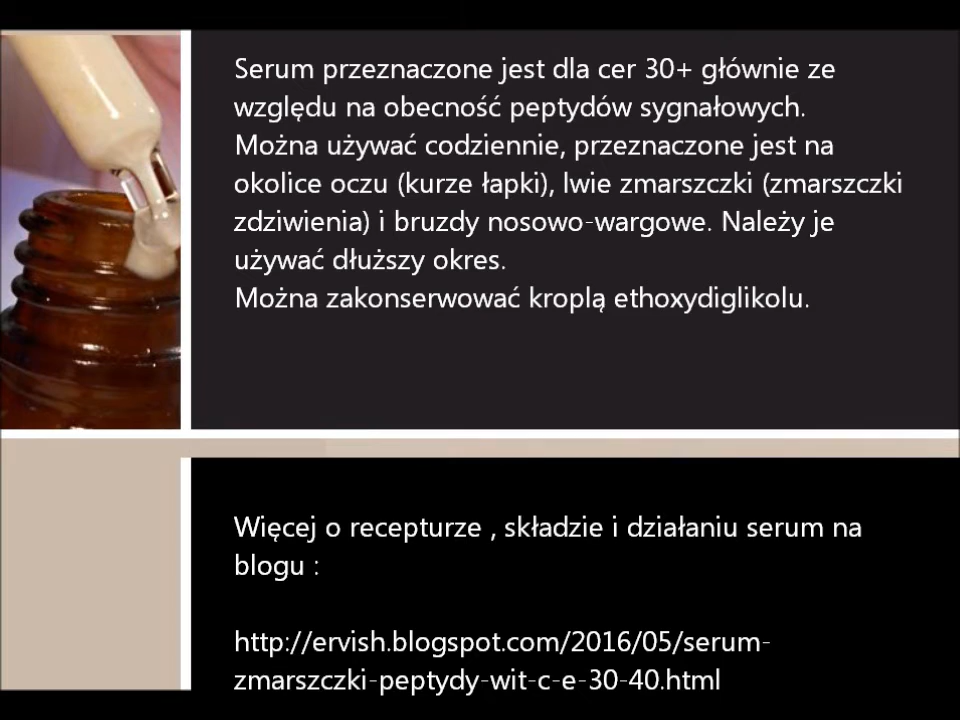 Serum przeznaczone jest dla cer 30+ głównie ze
względu na obecność peptydów sygnałowych.
Można używać codziennie, przeznaczone jest na
okolice oczu (kurze łapki), lwie zmarszczki (zmarszczki
zdziwienia) i bruzdy nosowo-wargowe. Należy je
używać dłuższy okres.
Można zakonserwować kroplą ethoxydiglikolu.
Więcej o recepturze , składzie i działaniu serum na
blogu :
http://ervish.blogspot.com/2016/05/serum-
zmarszczki-peptydy-wit-c-e-30-40.html